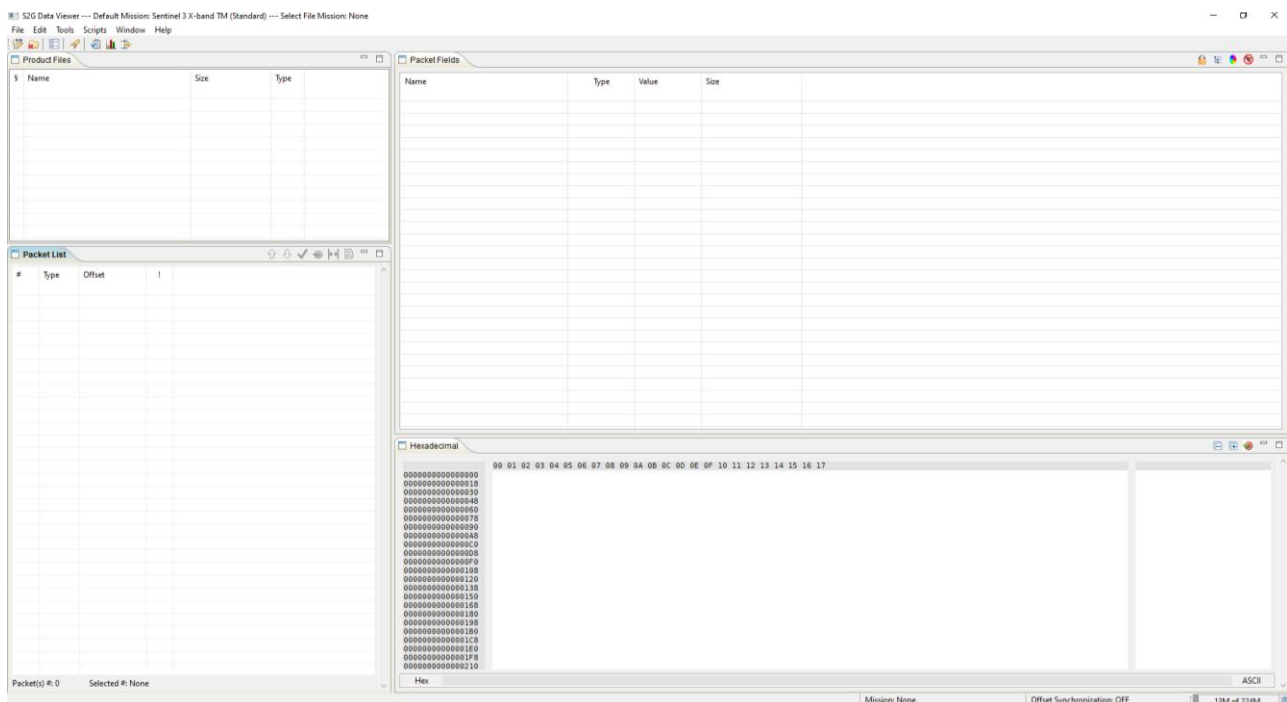 S2G Data Viewer --- Default Mission: Sentinel 3 X-band TM (Standard) --- Select File Mission: None
File Edit Tools Scripts Window Help
Product Files
§ Name Size Type
Packet List
# Type Offset !
Packet(s) #: 0 Selected #: None
Packet Fields
Name Type Value Size
Hexadecimal
00 01 02 03 04 05 06 07 08 09 0A 0B 0C 0D 0E 0F 10 11 12 13 14 15 16 17
0000000000000000
0000000000000018
0000000000000030
0000000000000048
0000000000000060
0000000000000078
0000000000000090
00000000000000A8
00000000000000C0
00000000000000D8
00000000000000F0
0000000000000108
0000000000000120
0000000000000138
0000000000000150
0000000000000168
0000000000000180
0000000000000198
00000000000001B0
00000000000001C8
00000000000001E0
00000000000001F8
0000000000000210
Hex ASCII
Mission: None Offset Synchronization: OFF 13M of 224M